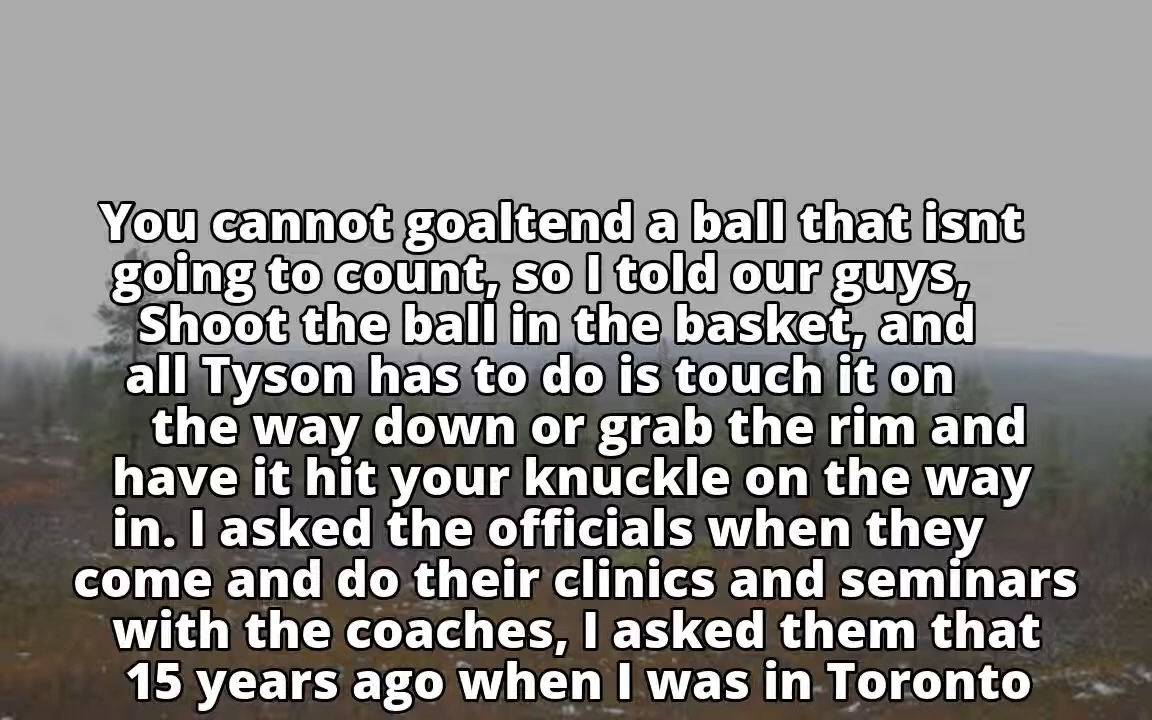 You cannot goaltend a ball that isnt
going to count, so I told our guys,
Shoot the ball in the basket, and
all Tyson has to do is touch it on
the way down or grab the rim and
have it hit your knuckle on the way
in. I asked the officials when they
come and do their clinics and seminars
with the coaches, I asked them that
15 years ago when I was in Toronto